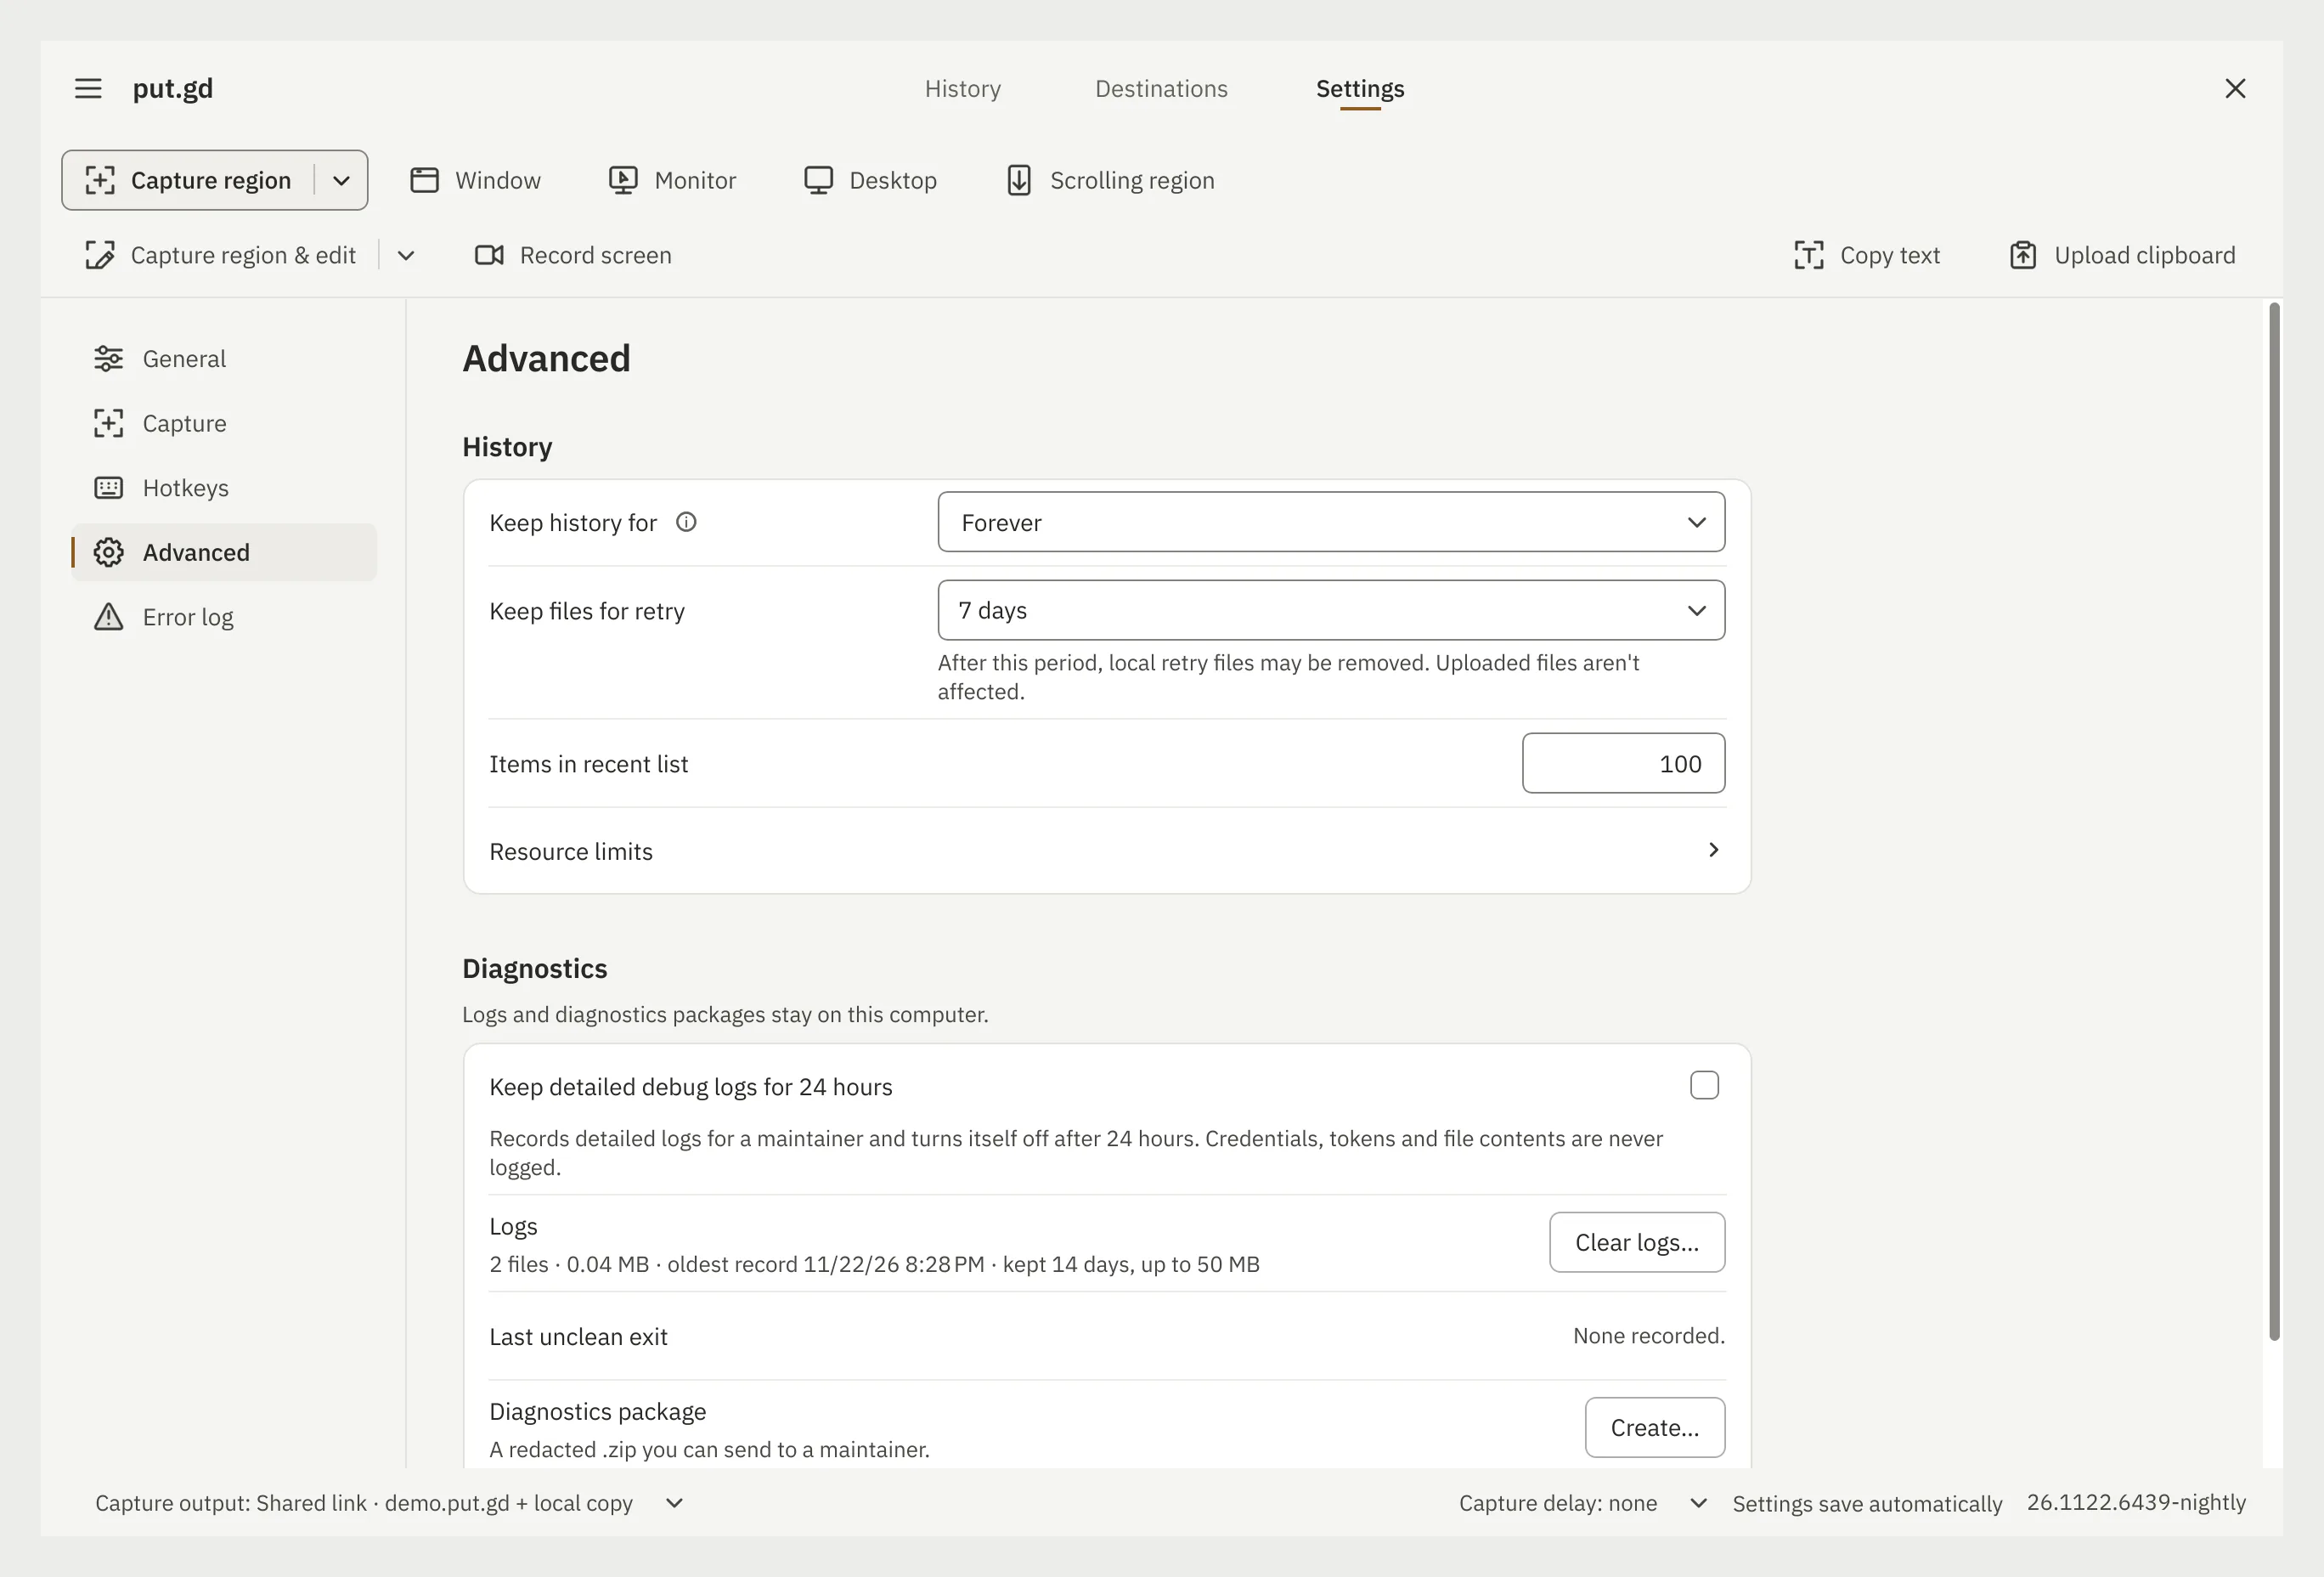 put.gd
History
Destinations
Settings
Capture region
Window
Monitor
Desktop
Scrolling region
Capture region & edit
Record screen
Copy text
Upload clipboard
General
Capture
Hotkeys
Advanced
Error log
Advanced
History
Keep history for
Forever
Keep files for retry
7 days
After this period, local retry files may be removed. Uploaded files aren't
affected.
Items in recent list
100
Resource limits
Diagnostics
Logs and diagnostics packages stay on this computer.
Keep detailed debug logs for 24 hours
Records detailed logs for a maintainer and turns itself off after 24 hours. Credentials, tokens and file contents are never
logged.
Logs
2 files · 0.04 MB · oldest record 11/22/26 8:28 PM · kept 14 days, up to 50 MB
Clear logs...
Last unclean exit
None recorded.
Diagnostics package
A redacted .zip you can send to a maintainer.
Create...
Capture output: Shared link · demo.put.gd + local copy
Capture delay: none
Settings save automatically
26.1122.6439-nightly